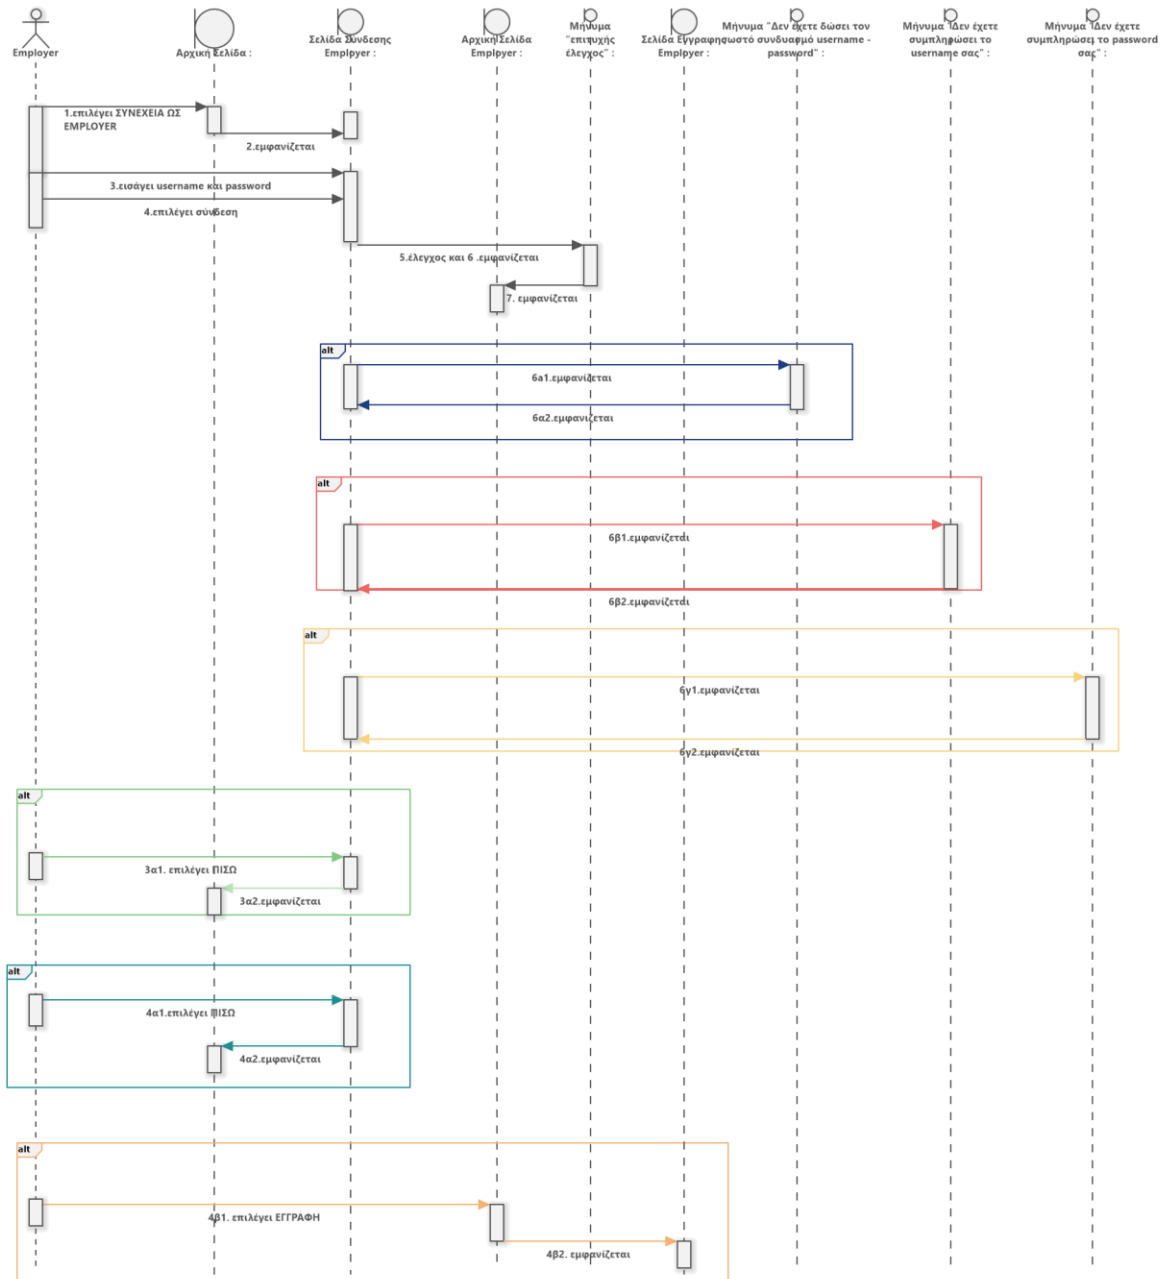 Employer
Αρχική Σελίδα :
Σελίδα Σύνδεσης
Employer :
Αρχική Σελίδα
Employer :
Μήνυμα
"επιτυχής
έλεγχος" :
Σελίδα Εγγραφης
Employer :
Μήνυμα "Δεν έχετε δώσει τον
σωστό συνδυασμό username -
password" :
Μήνυμα "Δεν έχετε
συμπληρώσει το
username σας" :
Μήνυμα "Δεν έχετε
συμπληρώσει το password
σας" :
1.επιλέγει ΣΥΝΕΧΕΙΑ ΩΣ
EMPLOYER
2.εμφανίζεται
3.εισάγει username και password
4.επιλέγει σύνδεση
5.έλεγχος και 6 .εμφανίζεται
7. εμφανίζεται
alt
6α1.εμφανίζεται
6α2.εμφανίζεται
alt
6β1.εμφανίζεται
6β2.εμφανίζεται
alt
6γ1.εμφανίζεται
6γ2.εμφανίζεται
alt
3α1. επιλέγει ΠΙΣΩ
3α2.εμφανίζεται
alt
4α1.επιλέγει ΠΙΣΩ
4α2.εμφανίζεται
alt
4β1. επιλέγει ΕΓΓΡΑΦΗ
4β2. εμφανίζεται